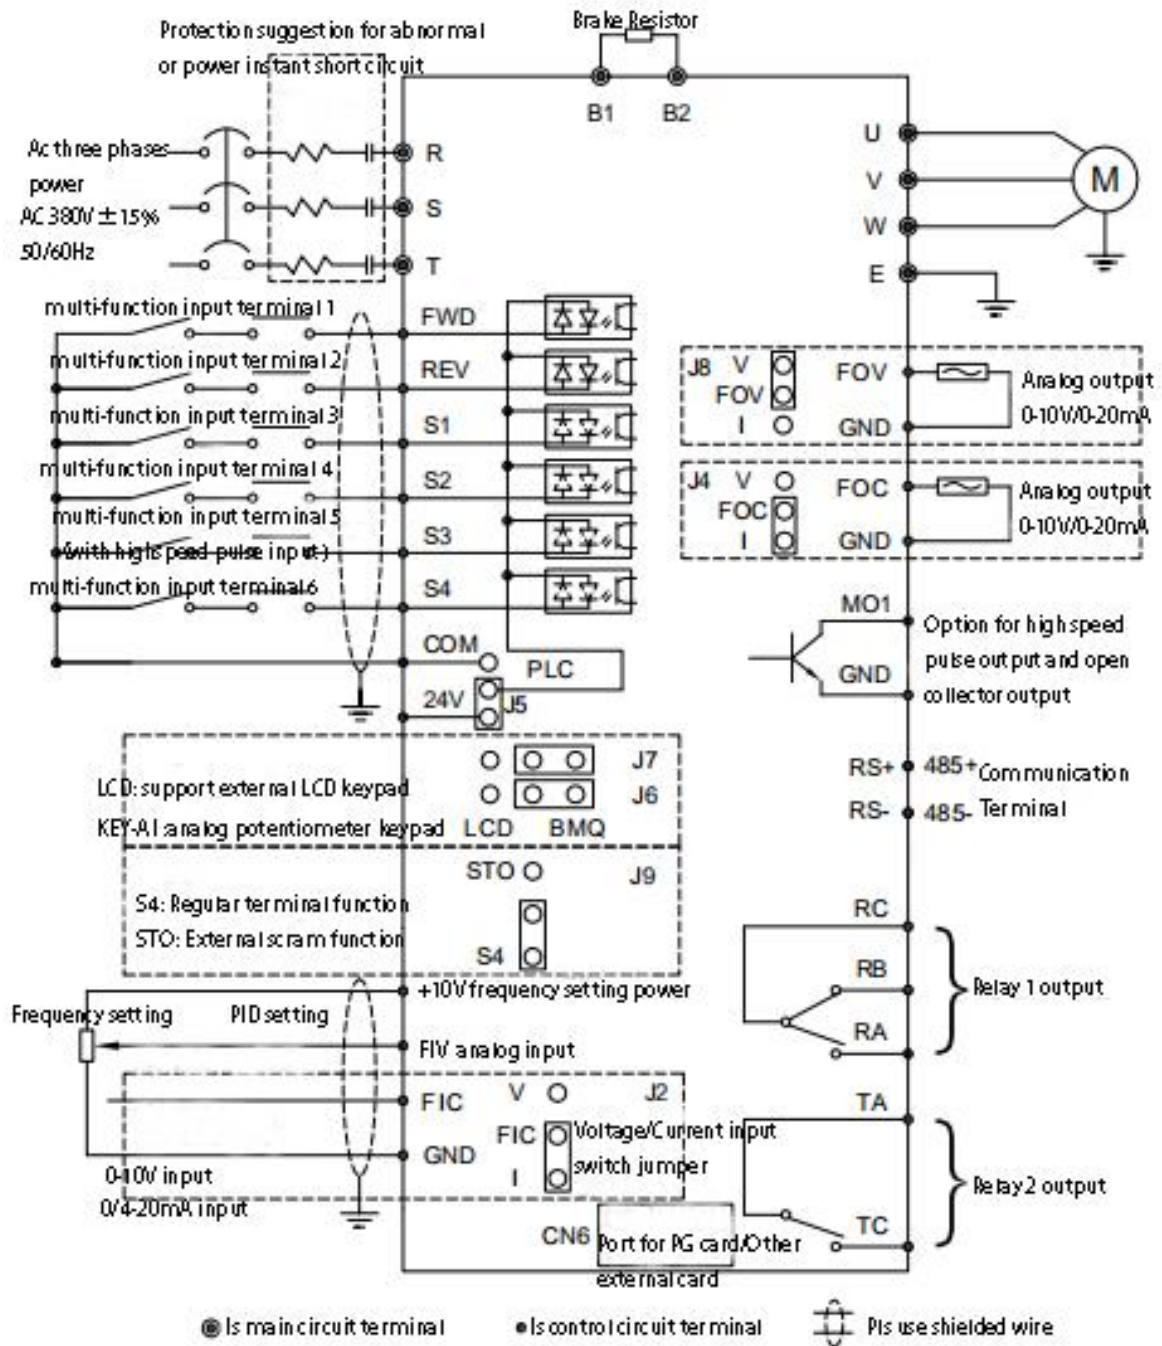 Brake Resistor
Protection suggestion for abnormal
or power instant short circuit
B1 B2
Ac three phases
power
AC 380V ±15%
50/60Hz
R
S
T
U
V
W
M
E
multi-function input terminal 1
FWD
multi-function input terminal 2
REV
multi-function input terminal 3
S1
multi-function input terminal 4
S2
multi-function input terminal 5
(with high speed pulse input)
S3
multi-function input terminal 6
S4
COM
PLC
24V
J5
J8 V
FOV
I
FOV
GND
Analog output
0-10V/0-20mA
J4 V
FOC
I
FOC
GND
Analog output
0-10V/0-20mA
MO1
GND
Option for high speed
pulse output and open
collector output
J7
LCD: support external LCD keypad
J6
KEY-AI: analog potentiometer keypad
LCD BMQ
RS+ 485+
RS- 485-
Communication
Terminal
STO
J9
S4: Regular terminal function
STO: External scram function
S4
+10V frequency setting power
Frequency setting
PID setting
FIV analog input
RC
RB
RA
Relay 1 output
V
J2
FIC
FIC
I
Voltage/Current input
switch jumper
GND
0-10V input
0/4-20mA input
TA
TC
Relay 2 output
CN6
Port for PG card/Other
external card
Is main circuit terminal
Is control circuit terminal
Pls use shielded wire